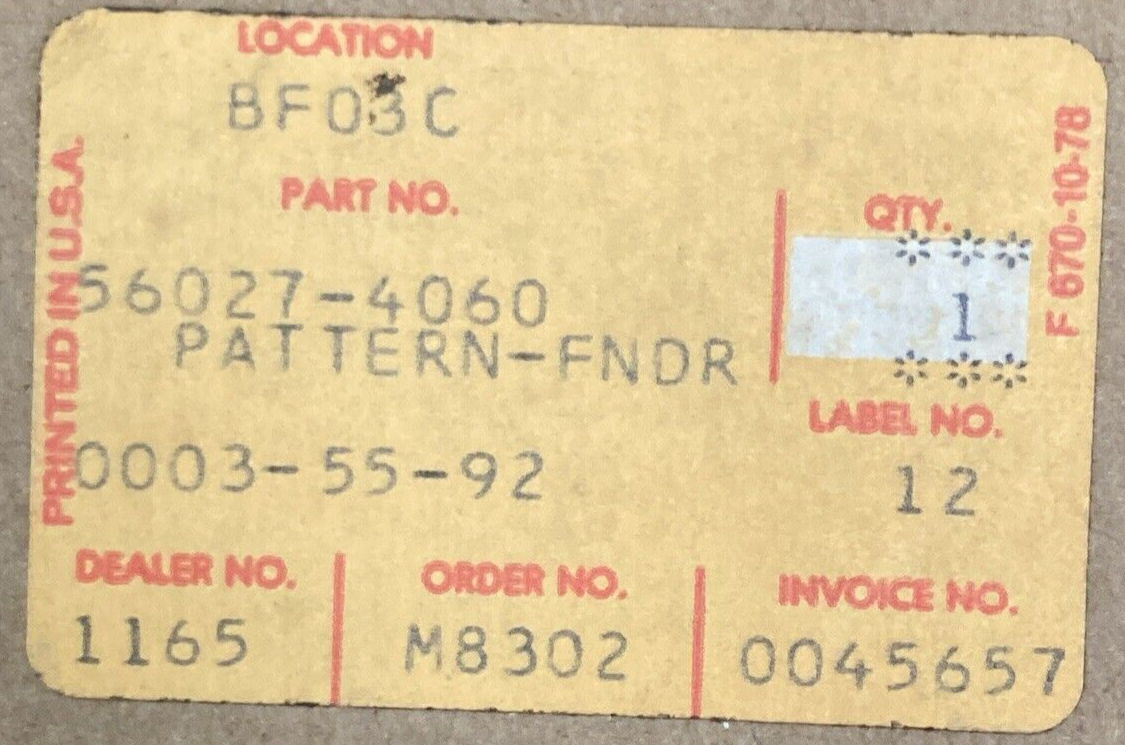 LOCATION
BF03C
PART NO.
56027-4060
PATTERN-FNDR
0003-55-92
QTY.
* * *
1
* * *
LABEL NO.
12
DEALER NO.
1165
ORDER NO.
M8302
INVOICE NO.
0045657
PRINTED IN U.S.A.
F 670-10-78